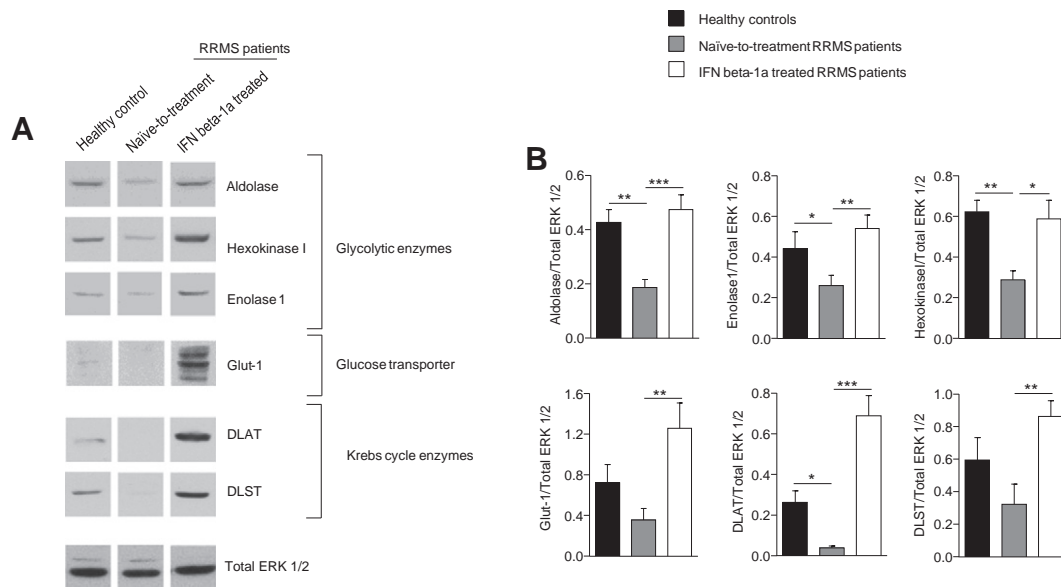 Healthy controls
Naïve-to-treatment RRMS patients
IFN beta-1a treated RRMS patients
RRMS patients
Healthy control
Naïve-to-treatment
IFN beta-1a treated
A
Aldolase
Hexokinase I
Enolase 1
Glycolytic enzymes
Glut-1
Glucose transporter
DLAT
DLST
Krebs cycle enzymes
Total ERK 1/2
B
Aldolase/Total ERK 1/2
0.6
0.4
0.2
0.0
**
***
Enolase1/Total ERK 1/2
0.8
0.6
0.4
0.2
0.0
*
**
HexokinaseI/Total ERK 1/2
0.8
0.6
0.4
0.2
0.0
**
*
Glut-1/Total ERK 1/2
1.6
1.2
0.8
0.4
0.0
**
DLAT/Total ERK 1/2
0.8
0.6
0.4
0.2
0.0
*
***
DLST/Total ERK 1/2
1.0
0.8
0.6
0.4
0.2
0.0
**